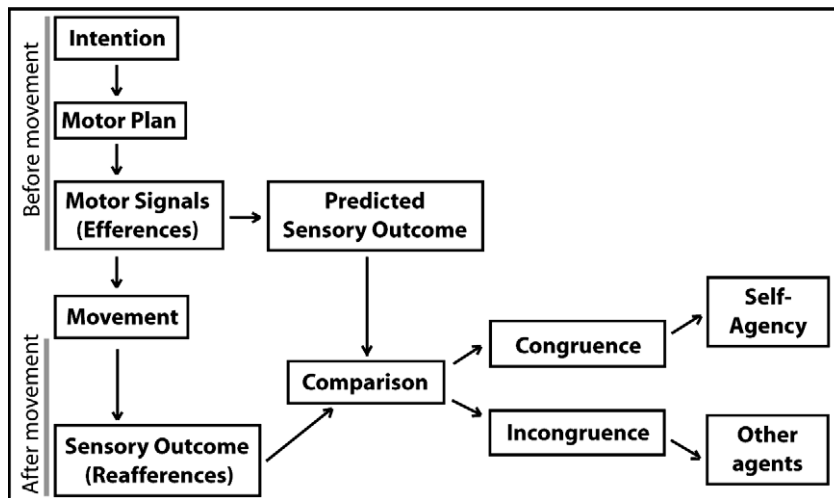 Before movement
Intention
Motor Plan
Motor Signals
(Efferences)
Predicted
Sensory Outcome
Movement
After movement
Sensory Outcome
(Reafferences)
Comparison
Congruence
Self-
Agency
Incongruence
Other
agents